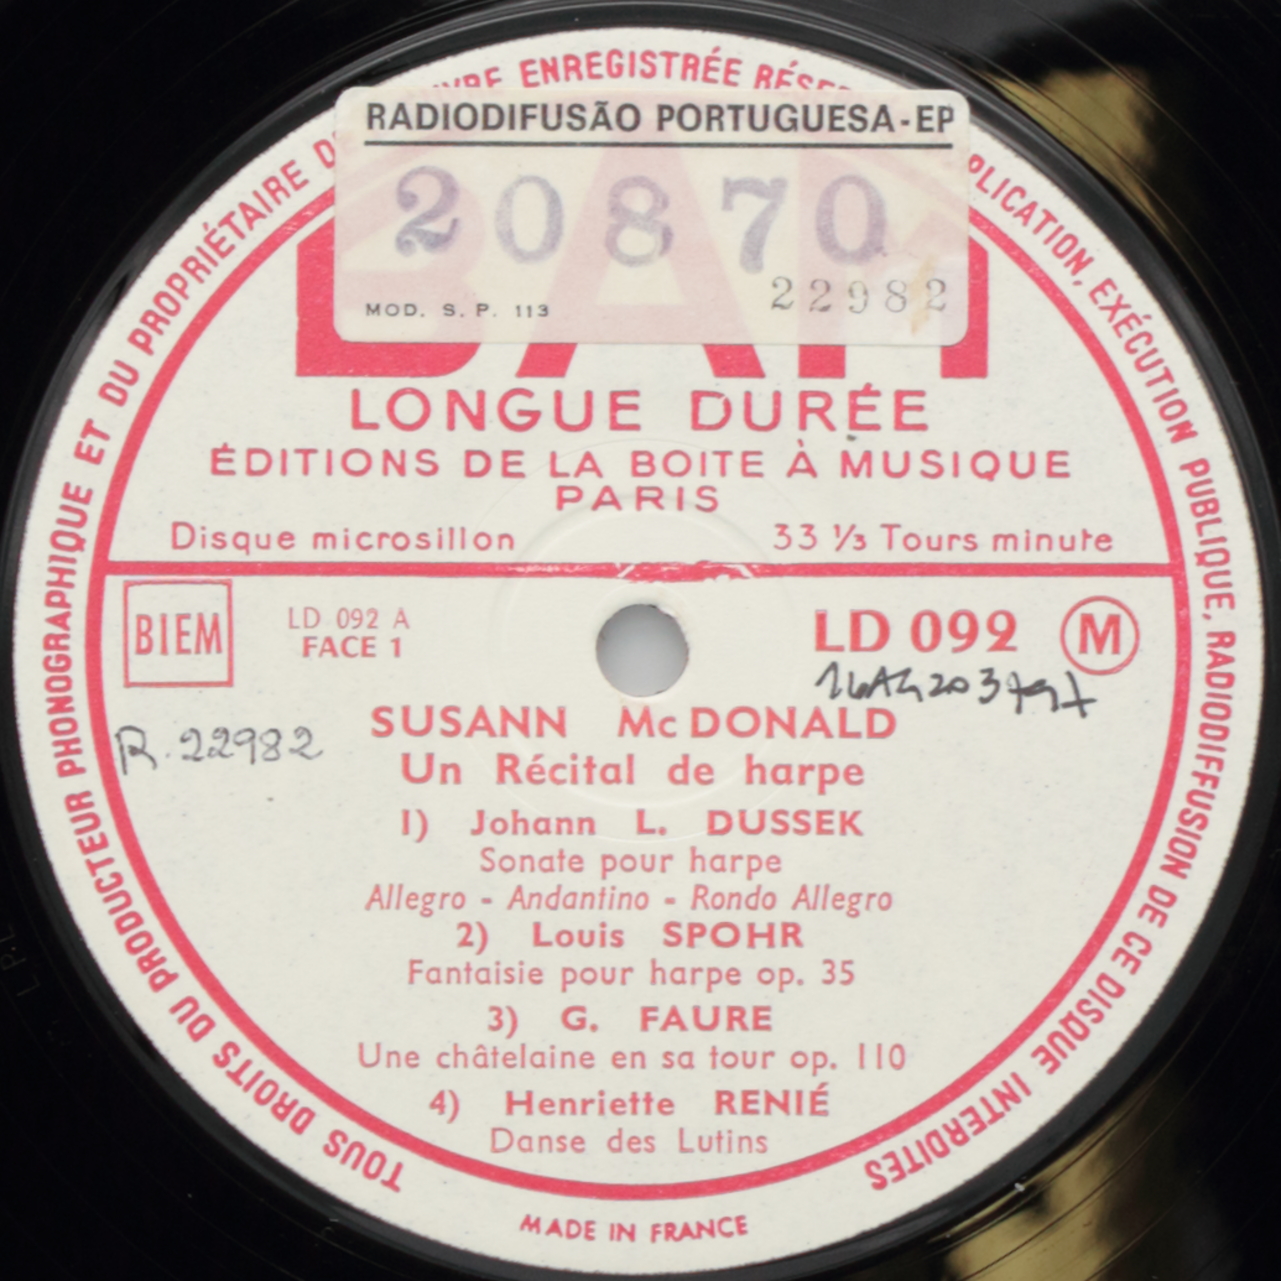 TOUS DROITS DU PRODUCTEUR PHONOGRAPHIQUE ET DU PROPRIÉTAIRE
ENREGISTRÉE
EXÉCUTION PUBLIQUE, RADIODIFFUSION DE CE DISQUE INTERDITES
RADIODIFUSÃO PORTUGUESA-EP
20870
22982
MOD. S. P. 113
BAM
LONGUE DURÉE
ÉDITIONS DE LA BOITE À MUSIQUE
PARIS
Disque microsillon 33 1/3 Tours minute
BIEM
LD 092 A
FACE 1
LD 092 M
R. 22982
SUSANN McDONALD
Un Récital de harpe
1) Johann L. DUSSEK
Sonate pour harpe
Allegro - Andantino - Rondo Allegro
2) Louis SPOHR
Fantaisie pour harpe op. 35
3) G. FAURE
Une châtelaine en sa tour op. 110
4) Henriette RENIÉ
Danse des Lutins
MADE IN FRANCE